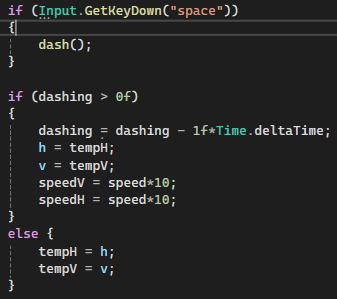 if (Input.GetKeyDown("space"))
{
dash();
}
if (dashing > 0f)
{
dashing = dashing - 1f*Time.deltaTime;
h = tempH;
v = tempV;
speedV = speed*10;
speedH = speed*10;
}
else {
tempH = h;
tempV = v;
}